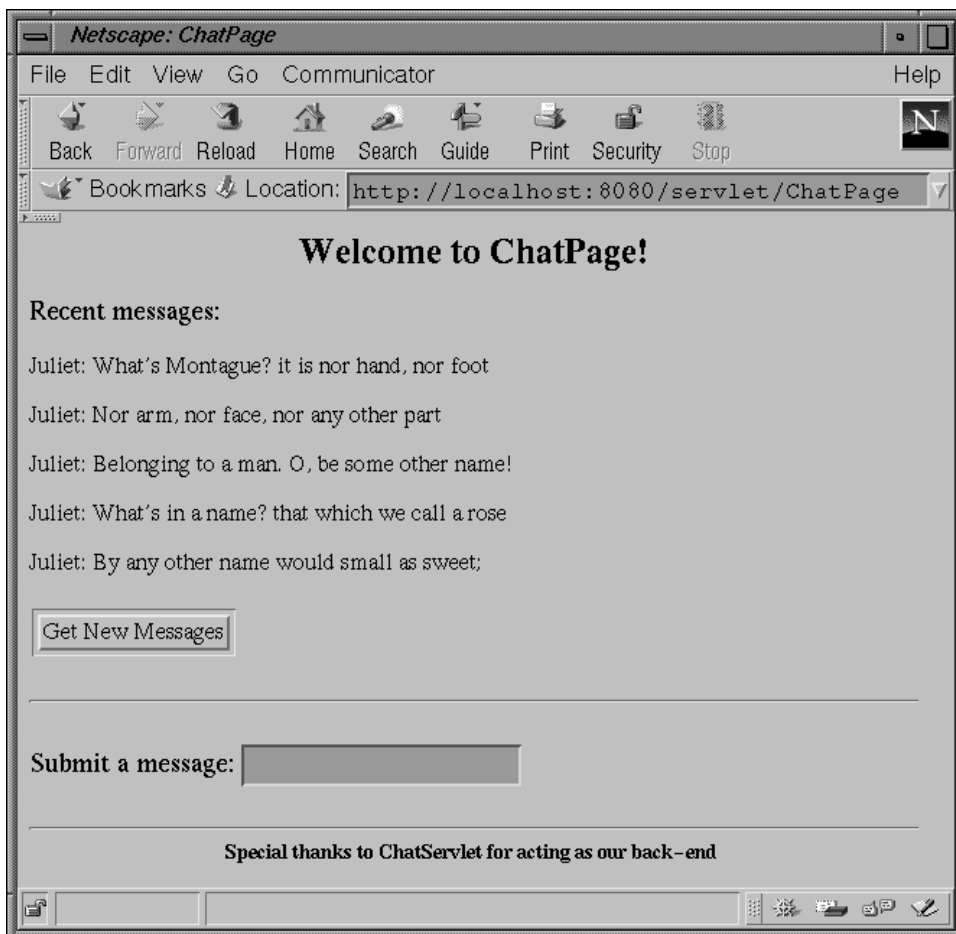 Netscape: ChatPage
File Edit View Go Communicator Help
Back Forward Reload Home Search Guide Print Security Stop
N
Bookmarks Location: http://localhost:8080/servlet/ChatPage
Welcome to ChatPage!
Recent messages:
Juliet: What's Montague? it is nor hand, nor foot
Juliet: Nor arm, nor face, nor any other part
Juliet: Belonging to a man. O, be some other name!
Juliet: What's in a name? that which we call a rose
Juliet: By any other name would small as sweet;
Get New Messages
Submit a message:
Special thanks to ChatServlet for acting as our back-end